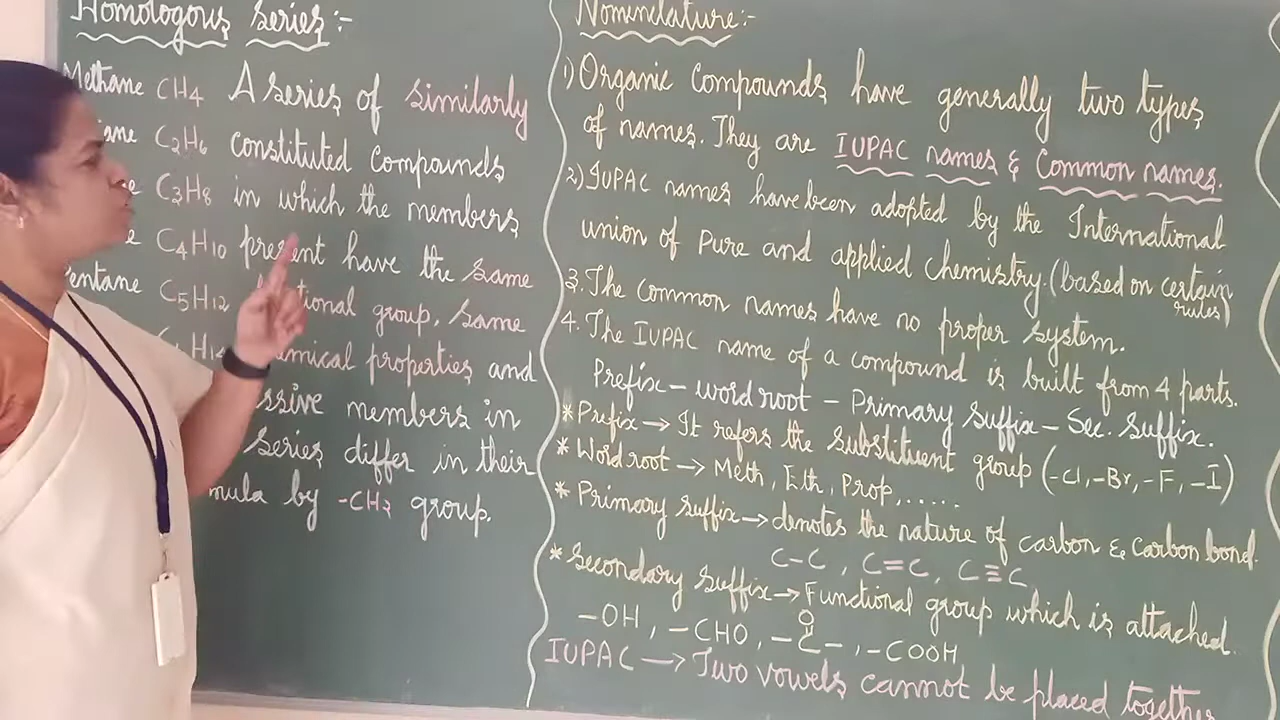 Homologous Series:-
Methane CH4 A series of similarly
C2H6 constituted compounds
C3H8 in which the members
C4H10 present have the same
Pentane C5H12 group, same
properties and
members in
series differ in their
by -CH2 group.
Nomenclature:-
1) Organic Compounds have generally two types
of names. They are IUPAC names & Common names.
2) IUPAC names have been adopted by the International
union of Pure and applied chemistry. (based on certain
rules)
3. The common names have no proper system.
4. The IUPAC name of a compound is built from 4 parts.
Prefix – word root – Primary Suffix – Sec. Suffix.
* Prefix → It refers the substituent group (-Cl, -Br, -F, -I)
* Word root → Meth, Eth, Prop, .....
* Primary suffix → denotes the nature of carbon & carbon bond.
C–C, C=C, C≡C
* Secondary Suffix → Functional group which is attached.
O
–OH, –CHO, –C–, –COOH
IUPAC → Two vowels cannot be placed together